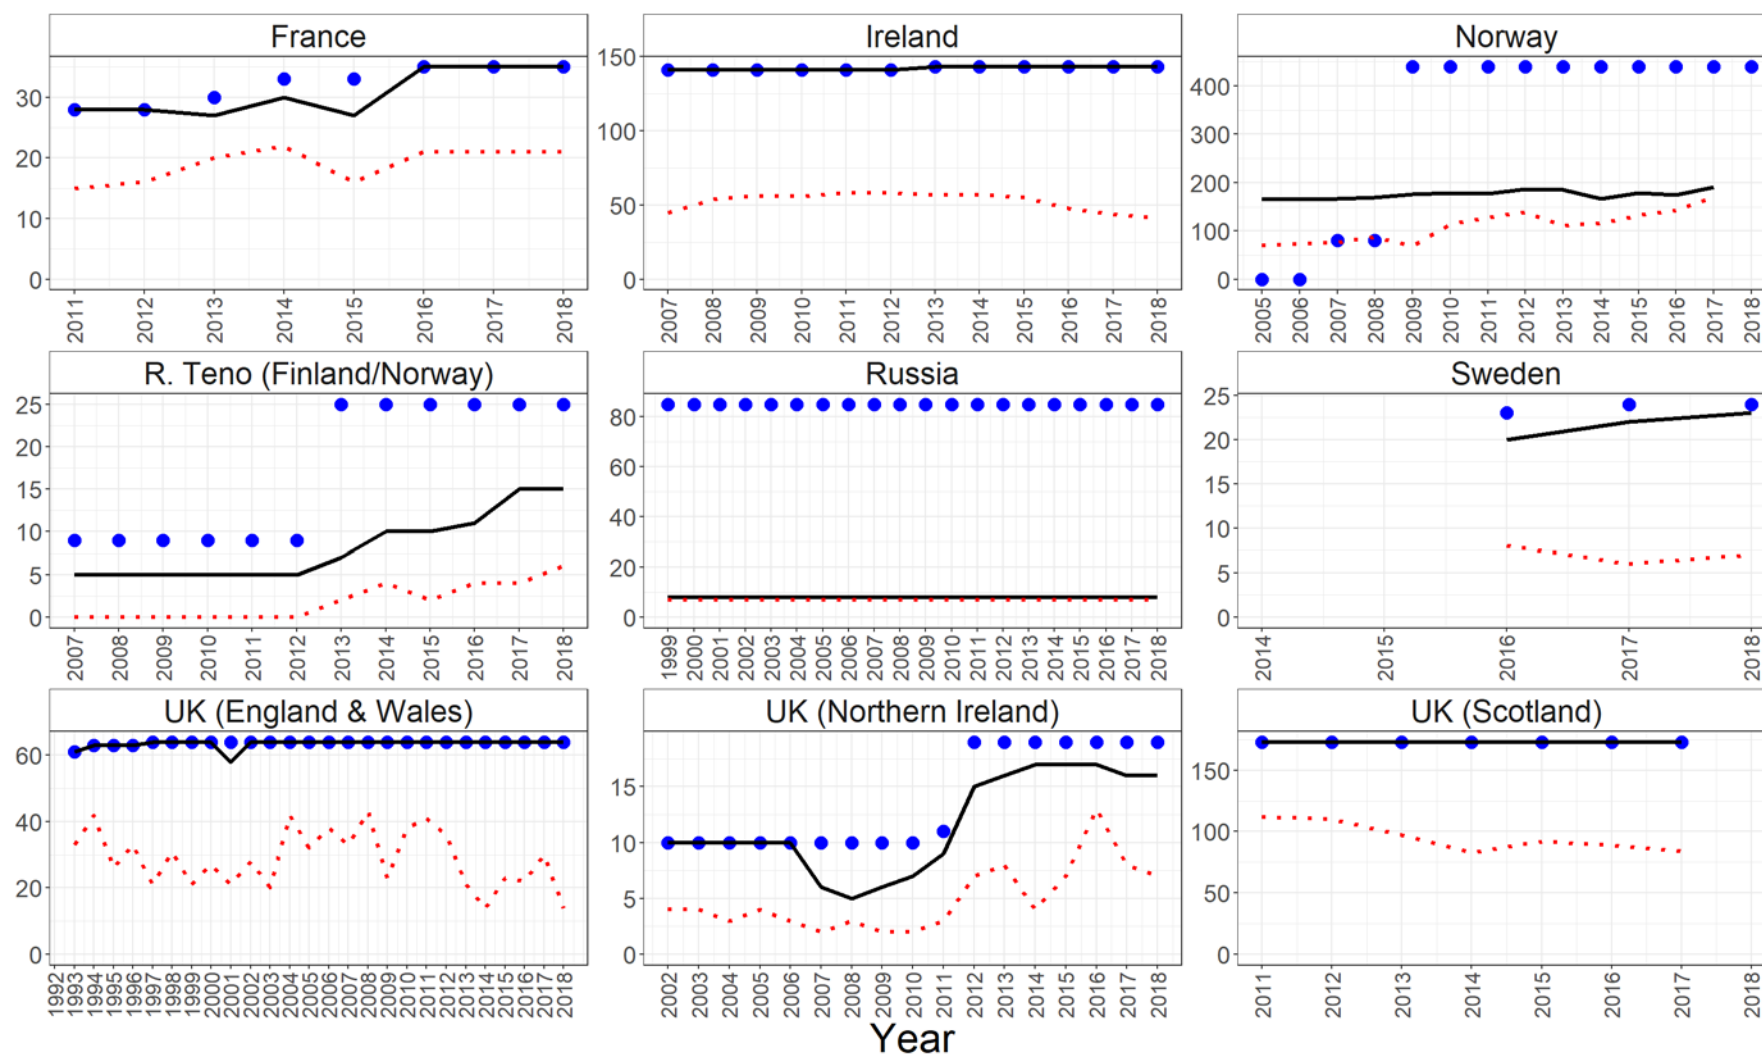 France
30
20
10
0
2011 2012 2013 2014 2015 2016 2017 2018
Ireland
150
100
50
0
2007 2008 2009 2010 2011 2012 2013 2014 2015 2016 2017 2018
Norway
400
300
200
100
0
2005 2006 2007 2008 2009 2010 2011 2012 2013 2014 2015 2016 2017 2018
R. Teno (Finland/Norway)
25
20
15
10
5
0
2007 2008 2009 2010 2011 2012 2013 2014 2015 2016 2017 2018
Russia
80
60
40
20
0
1999 2000 2001 2002 2003 2004 2005 2006 2007 2008 2009 2010 2011 2012 2013 2014 2015 2016 2017 2018
Sweden
25
20
15
10
5
0
2014 2015 2016 2017 2018
UK (England & Wales)
60
40
20
0
1992 1993 1994 1995 1996 1997 1998 1999 2000 2001 2002 2003 2004 2005 2006 2007 2008 2009 2010 2011 2012 2013 2014 2015 2016 2017 2018
UK (Northern Ireland)
15
10
5
0
2002 2003 2004 2005 2006 2007 2008 2009 2010 2011 2012 2013 2014 2015 2016 2017 2018
UK (Scotland)
150
100
50
0
2011 2012 2013 2014 2015 2016 2017 2018
Year